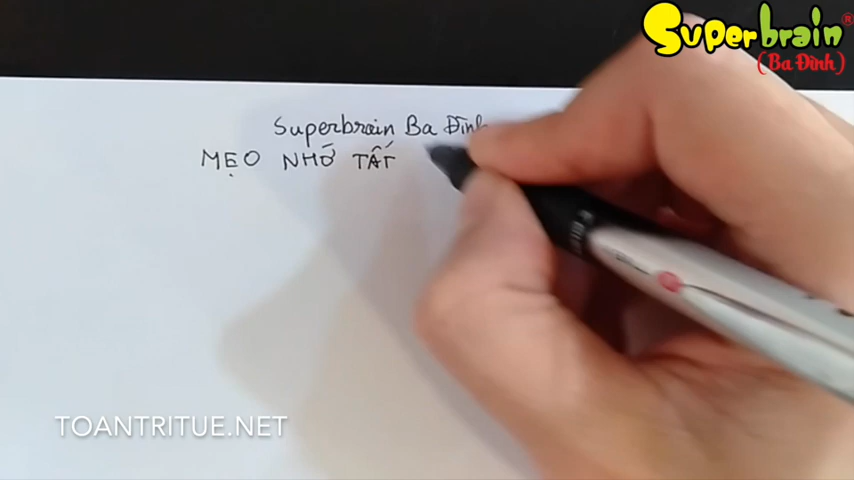 Superbrain®
(Ba Đình)
Superbrain Ba Đình
MẸO NHỚ TẤT
TOANTRITUE.NET